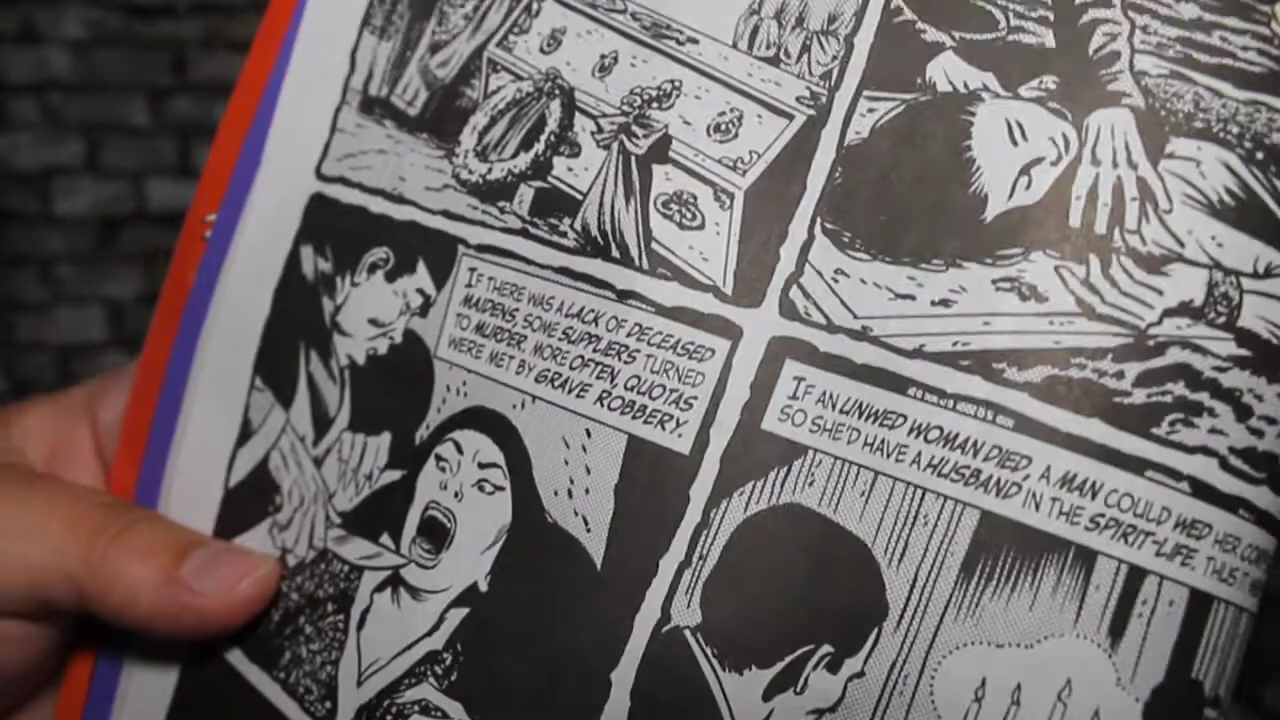 IF THERE WAS A LACK OF DECEASED
MAIDENS, SOME SUPPLIERS TURNED
TO MURDER. MORE OFTEN, QUOTAS
WERE MET BY GRAVE ROBBERY.
IF AN UNWED WOMAN DIED, A MAN COULD WED HER
SO SHE'D HAVE A HUSBAND IN THE SPIRIT-LIFE. THUS